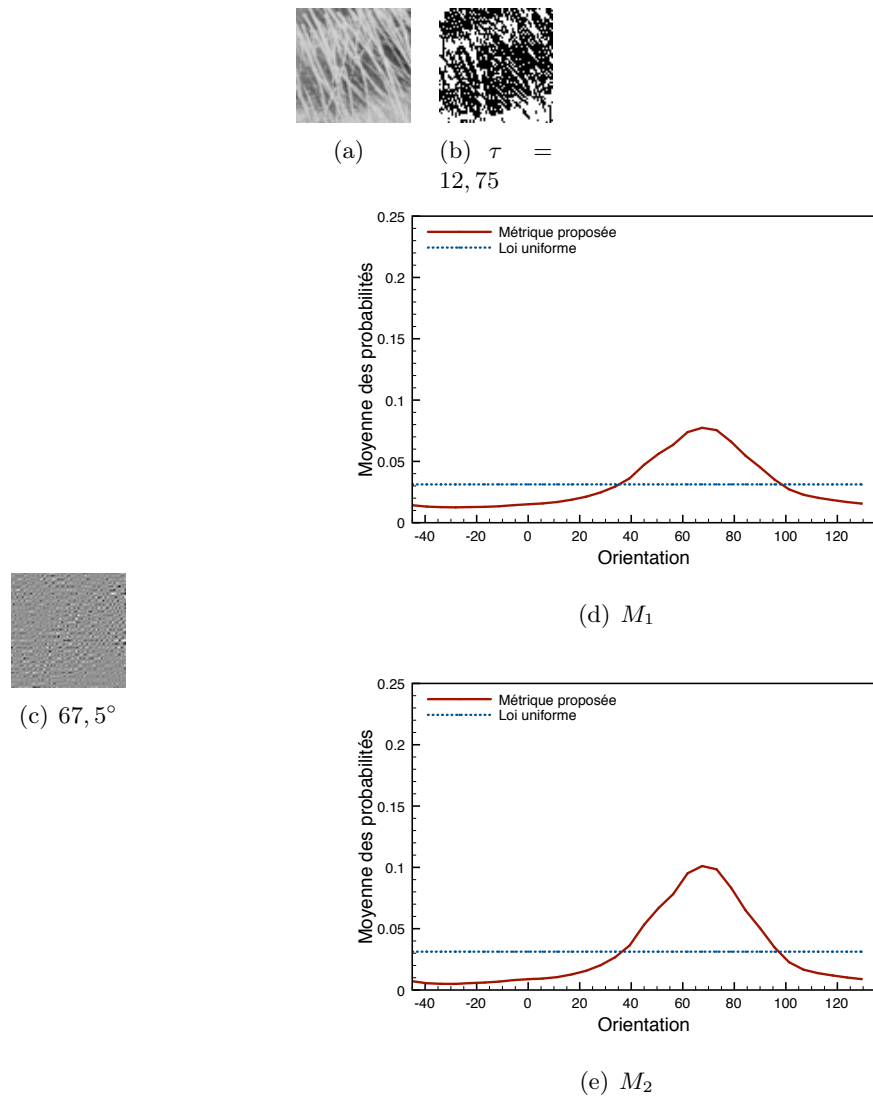 (a)
(b) τ =
12, 75
0.25
Métrique proposée
Loi uniforme
0.2
0.15
0.1
0.05
0
Moyenne des probabilités
-40 -20 0 20 40 60 80 100 120
Orientation
(d) M₁
(c) 67, 5°
0.25
Métrique proposée
Loi uniforme
0.2
0.15
0.1
0.05
0
Moyenne des probabilités
-40 -20 0 20 40 60 80 100 120
Orientation
(e) M₂